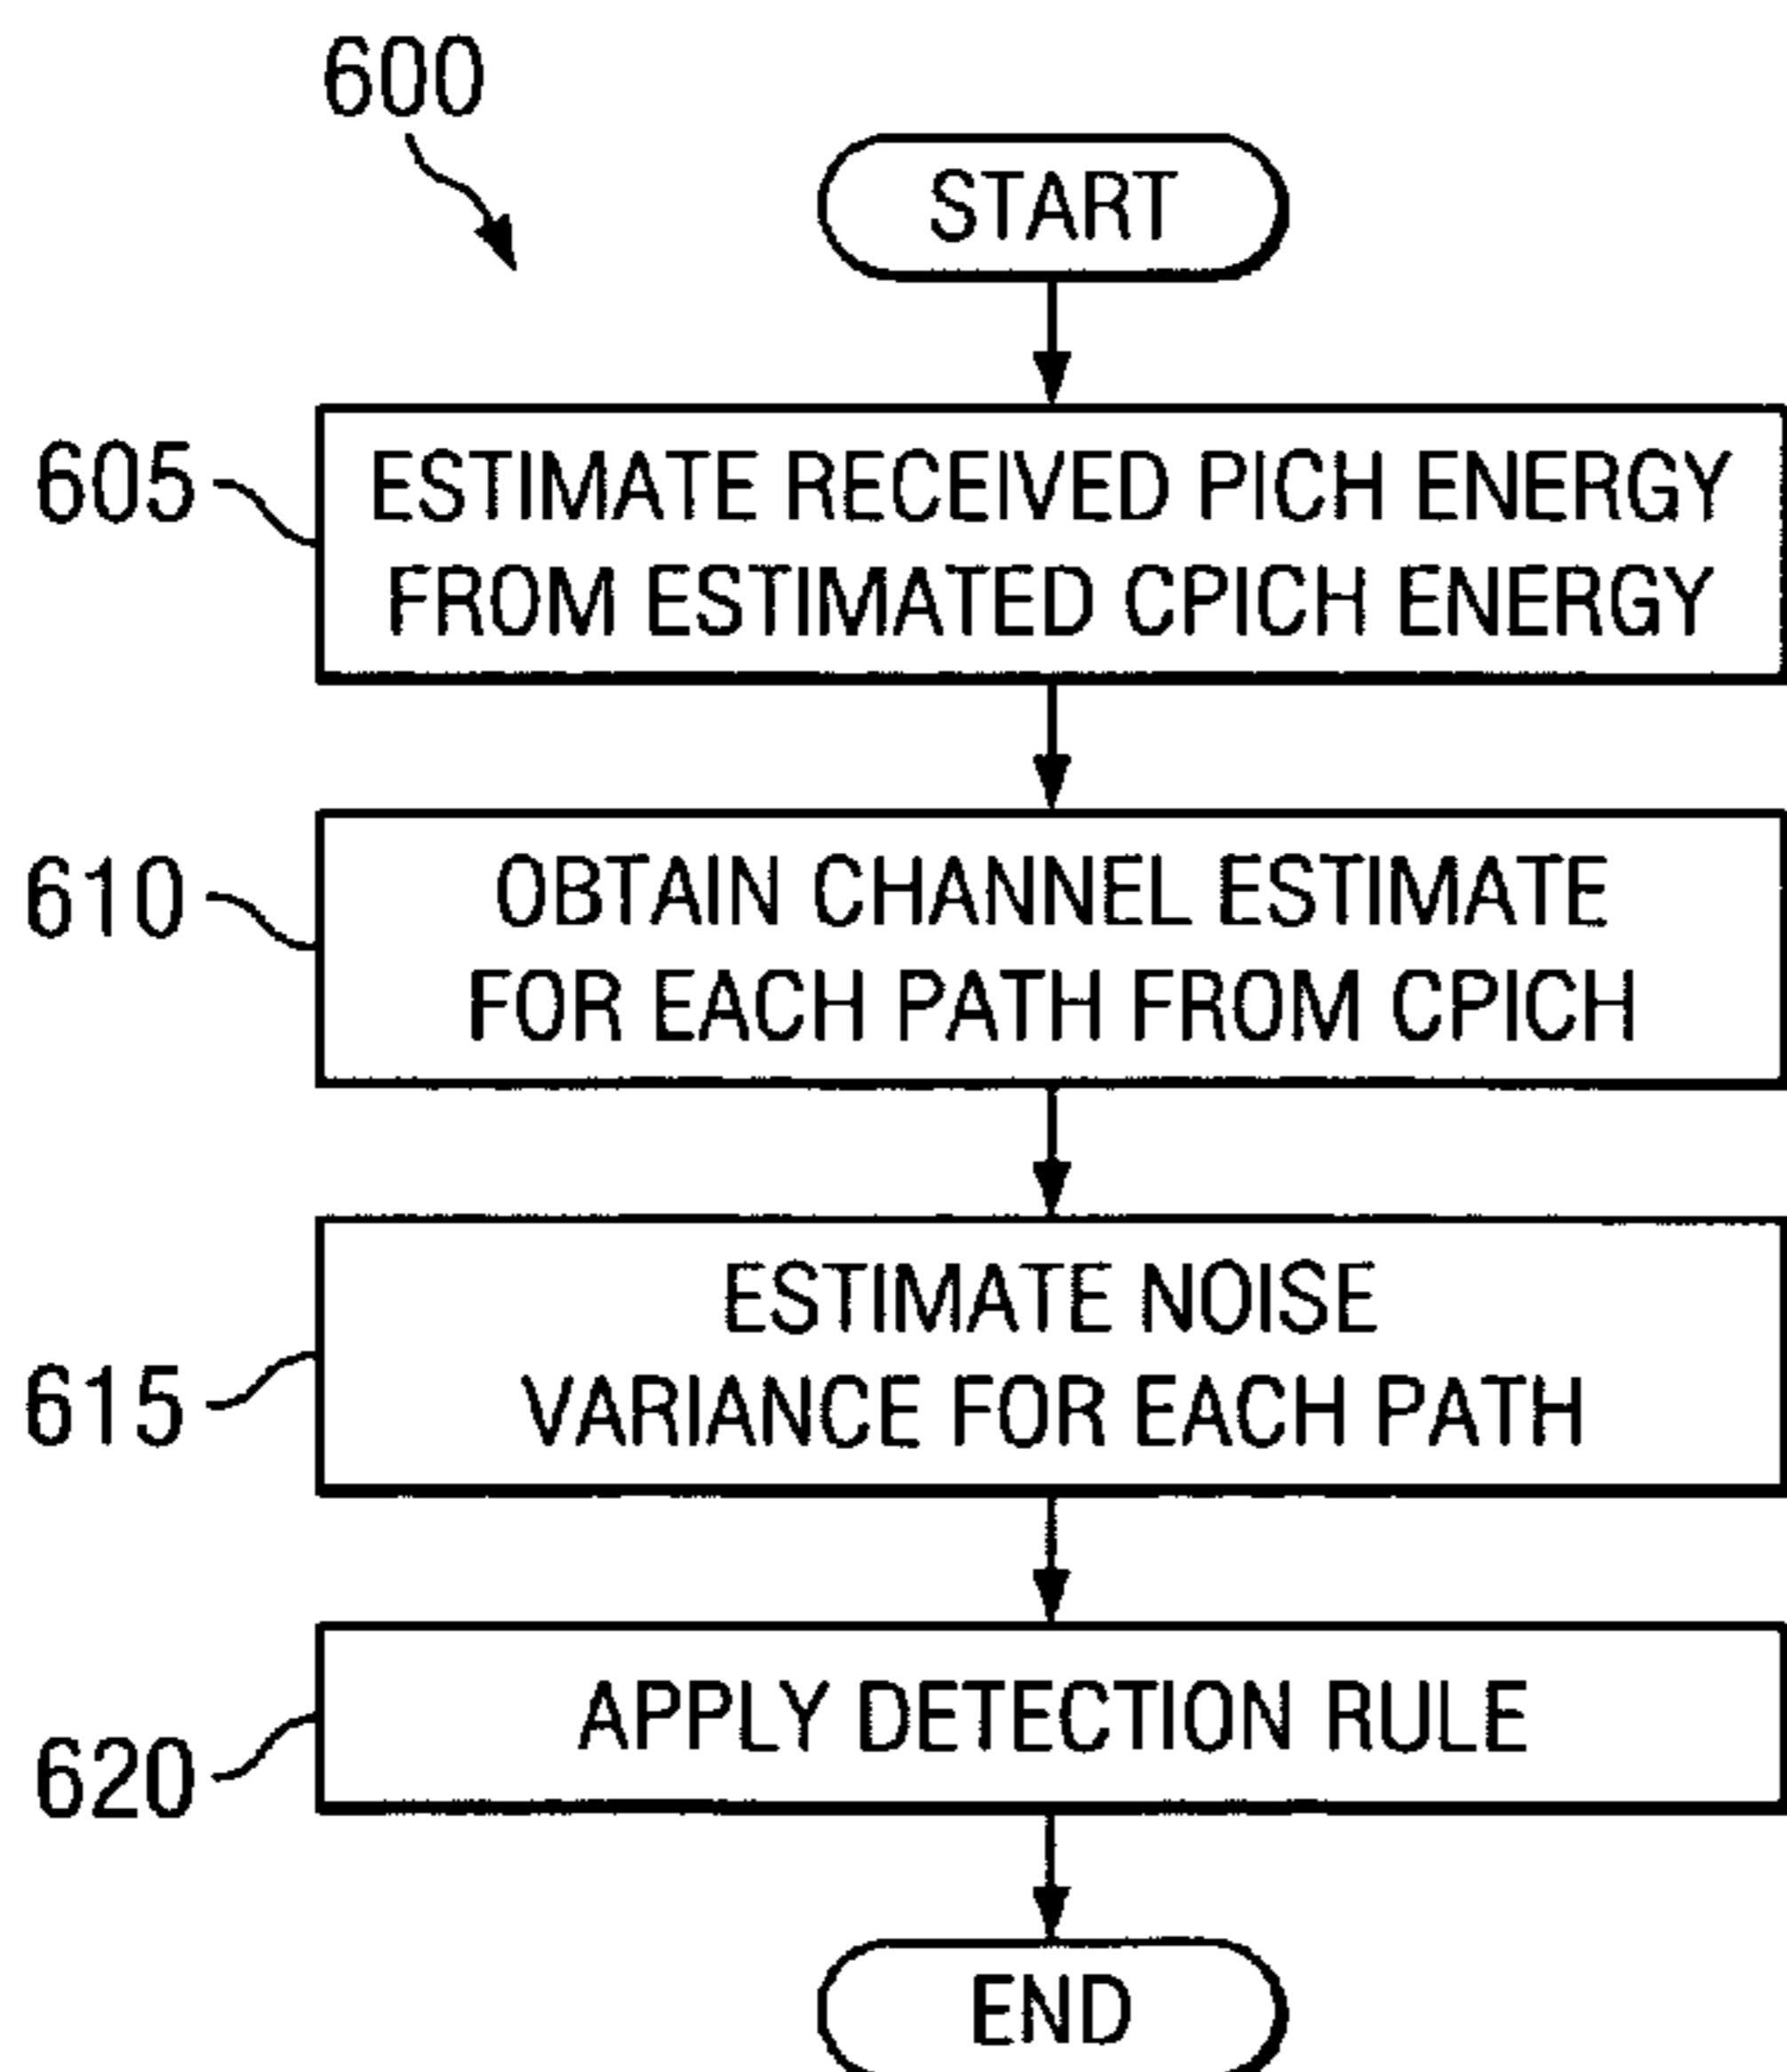 600
START
605
ESTIMATE RECEIVED PICH ENERGY
FROM ESTIMATED CPICH ENERGY
610
OBTAIN CHANNEL ESTIMATE
FOR EACH PATH FROM CPICH
615
ESTIMATE NOISE
VARIANCE FOR EACH PATH
620
APPLY DETECTION RULE
END